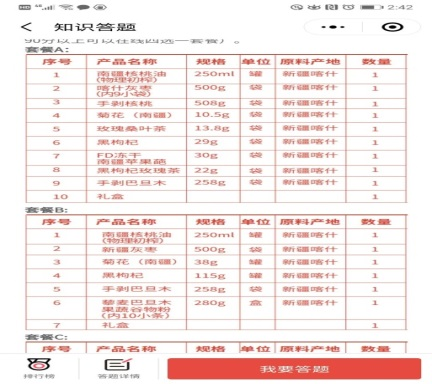 2:42
知识答题
90分以上可以在线四选一套餐）。
套餐A:
序号 产品名称 规格 单位 原料产地 数量
1 南疆核桃油(物理初榨) 250ml 罐 新疆喀什 1
2 喀什灰枣(内9小袋) 500g 袋 新疆喀什 1
3 手剥核桃 508g 袋 新疆喀什 1
4 菊花（南疆） 10.5g 袋 新疆喀什 1
5 玫瑰桑叶茶 13.8g 袋 新疆喀什 1
6 黑枸杞 29g 袋 新疆喀什 1
7 FD冻干南疆苹果脆 30g 袋 新疆喀什 1
8 黑枸杞玫瑰茶 22g 袋 新疆喀什 1
9 手剥巴旦木 258g 袋 新疆喀什 1
10 礼盒 1
套餐B:
序号 产品名称 规格 单位 原料产地 数量
1 南疆核桃油(物理初榨) 250ml 罐 新疆喀什 1
2 新疆灰枣 500g 袋 新疆喀什 1
3 菊花（南疆） 38g 罐 新疆喀什 1
4 黑枸杞 115g 罐 新疆喀什 1
5 手剥巴旦木 258g 袋 新疆喀什 1
6 藜麦巴旦木果蔬谷物粉(内10小条) 280g 盒 新疆喀什 1
7 礼盒 1
套餐C:
序号 产品名称 规格 单位 原料产地 数量
排行榜 答题详情 我要答题